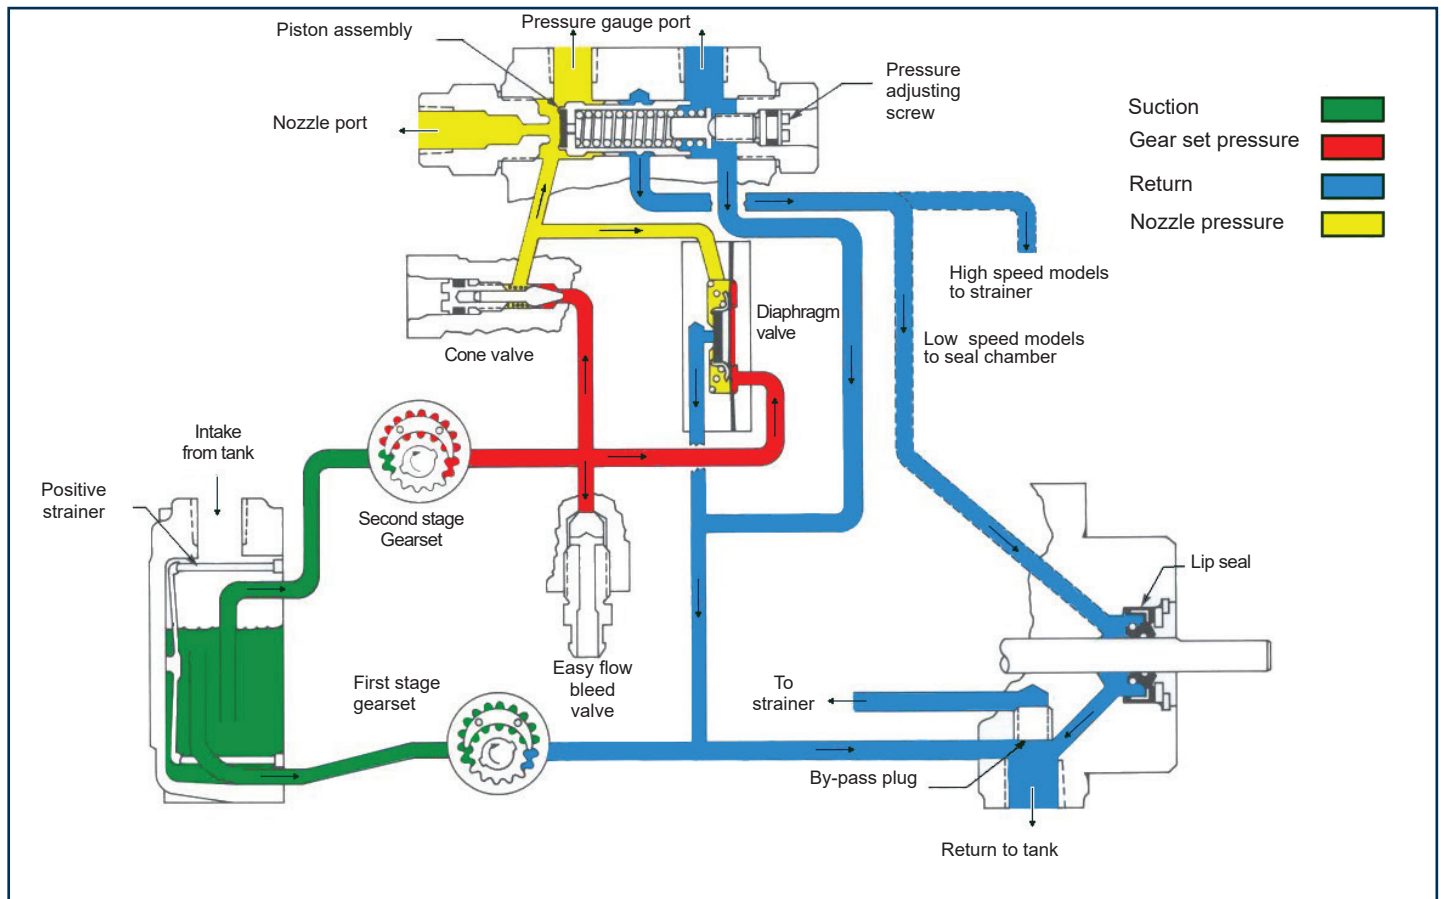 Piston assembly
Pressure gauge port
Pressure
adjusting
screw
Nozzle port
Suction
Gear set pressure
Return
Nozzle pressure
High speed models
to strainer
Diaphragm
valve
Low  speed models
to seal chamber
Cone valve
Intake
from tank
Positive
strainer
Second stage
Gearset
Lip seal
Easy flow
bleed
valve
First stage
gearset
To
strainer
By-pass plug
Return to tank